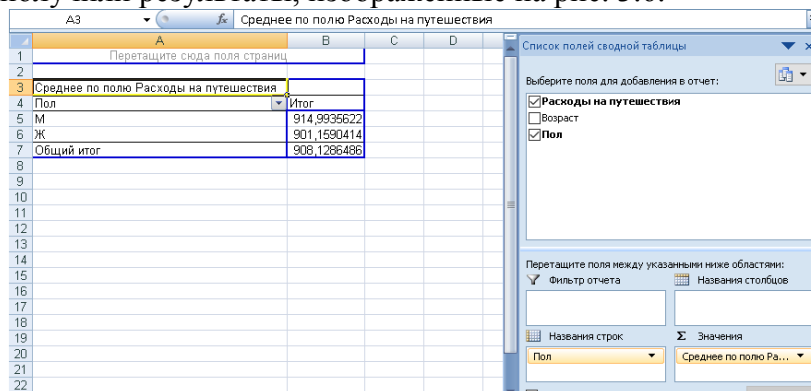 получили результаты, изображенные на рис. 5.6.
A3 fx Среднее по полю Расходы на путешествия
A B C D
1 Перетащите сюда поля страниц
2
3 Среднее по полю Расходы на путешествия
4 Пол Итог
5 М 914,9935622
6 Ж 901,1590414
7 Общий итог 908,1286486
8
9
10
11
12
13
14
15
16
17
18
19
20
21
22
Список полей сводной таблицы
Выберите поля для добавления в отчет:
Расходы на путешествия
Возраст
Пол
Перетащите поля между указанными ниже областями:
Фильтр отчета Названия столбцов
Названия строк Σ Значения
Пол Среднее по полю Ра...